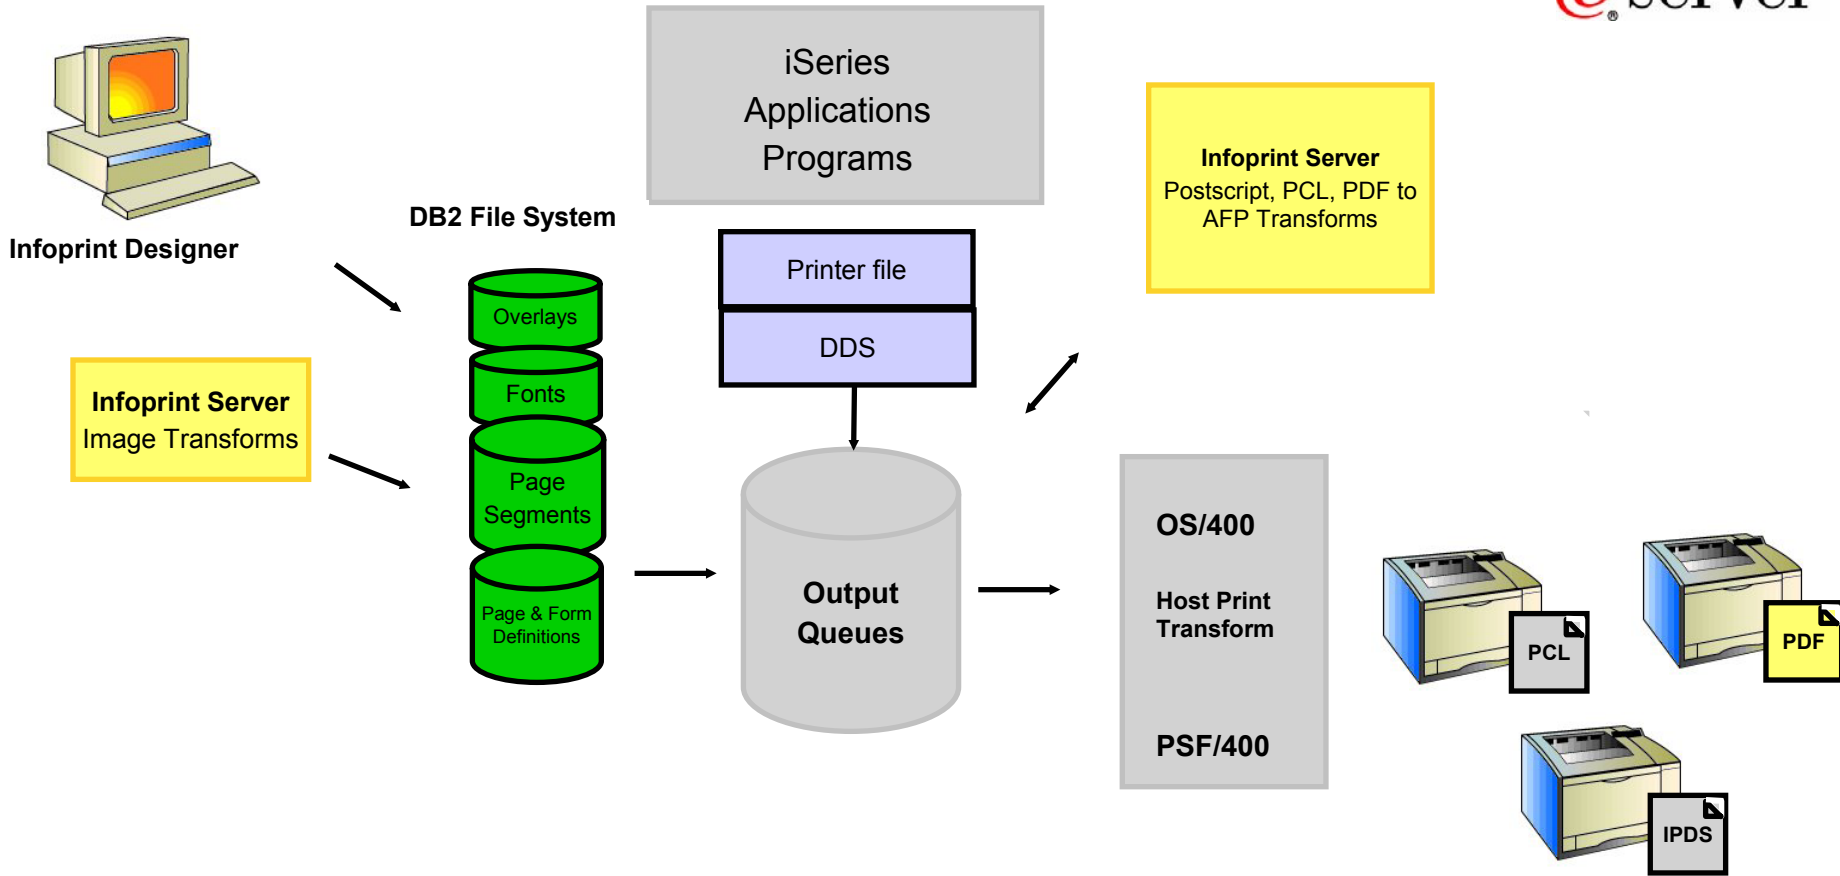 server
®
iSeries
Applications
Programs
Infoprint Server
Postscript, PCL, PDF to
AFP Transforms
DB2 File System
Infoprint Designer
Printer file
DDS
Overlays
Fonts
Page
Segments
Page & Form
Definitions
Infoprint Server
Image Transforms
Output
Queues
OS/400
Host Print
Transform
PSF/400
PCL
PDF
IPDS